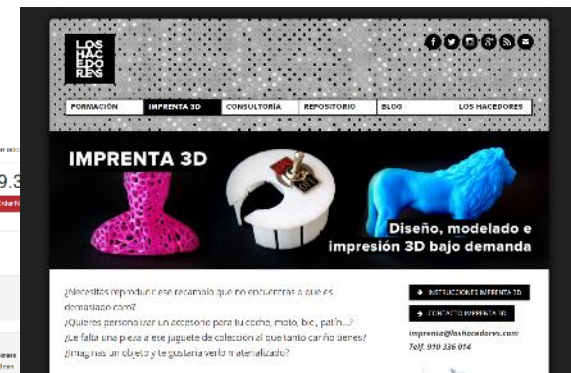 LOS
HAC
EDO
RES
FORMACIÓN
IMPRENTA 3D
CONSULTORÍA
REPOSITORIO
BLOG
LOS HACEDORES
IMPRENTA 3D
Diseño, modelado e
impresión 3D bajo demanda
¿Necesitas reproducir ese recambio que no encuentras o que es
demasiado caro?
¿Quieres personalizar un accesorio para tu coche, moto, bici, patín...?
¿Le falta una pieza a ese juguete de colección al que tanto cariño tienes?
¿Imaginas un objeto y te gustaría verlo materializado?
INSTRUCCIONES IMPRENTA 3D
CONTACTO IMPRENTA 3D
imprenta@loshacedores.com
Telf. 910 336 014
9.3